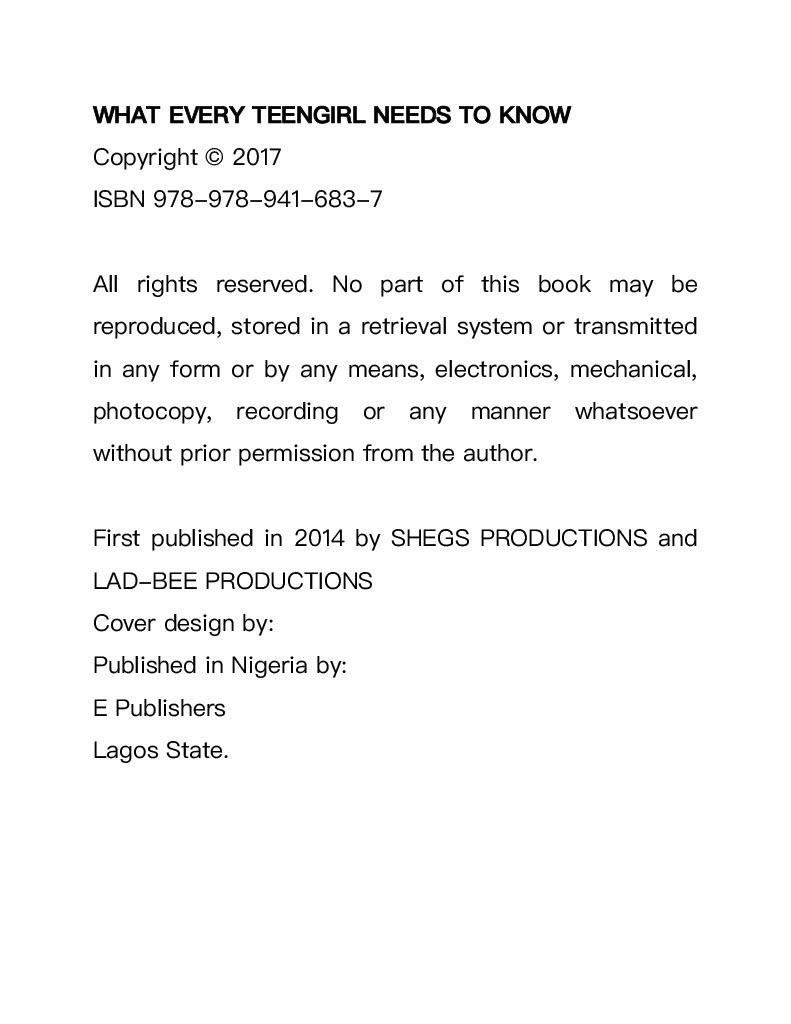 WHAT EVERY TEENGIRL NEEDS TO KNOW
Copyright © 2017
ISBN 978–978–941–683–7
All rights reserved. No part of this book may be
reproduced, stored in a retrieval system or transmitted
in any form or by any means, electronics, mechanical,
photocopy, recording or any manner whatsoever
without prior permission from the author.
First published in 2014 by SHEGS PRODUCTIONS and
LAD–BEE PRODUCTIONS
Cover design by:
Published in Nigeria by:
E Publishers
Lagos State.